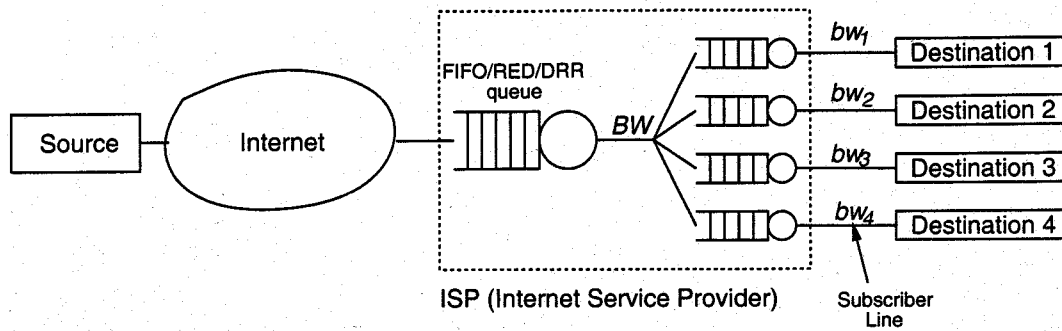 FIFO/RED/DRR
queue
Source
Internet
BW
bw1
Destination 1
bw2
Destination 2
bw3
Destination 3
bw4
Destination 4
ISP (Internet Service Provider)
Subscriber
Line